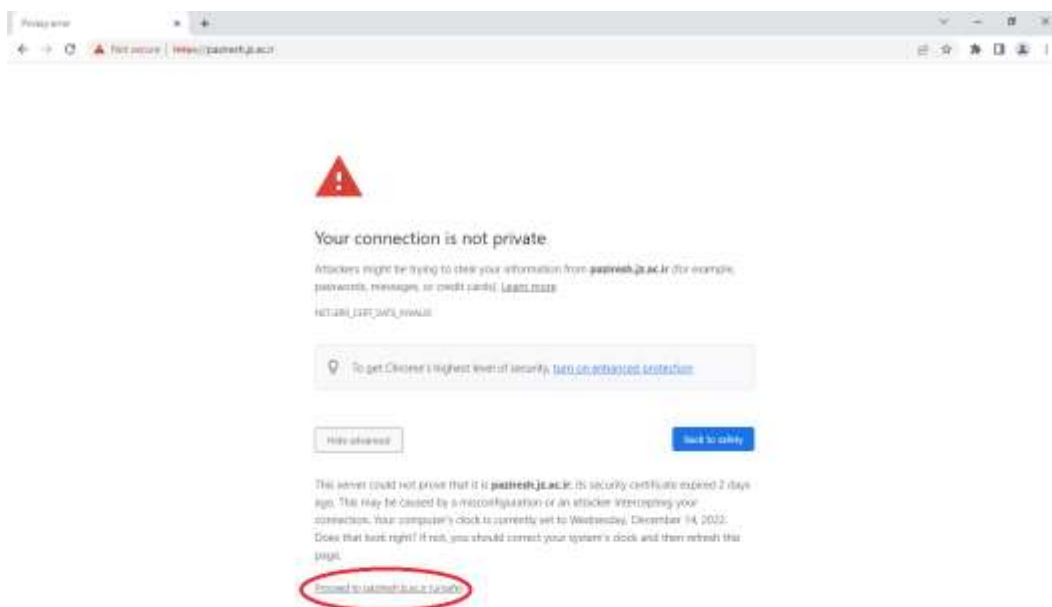 Privacy error
Not secure | https://paziresh.jz.ac.ir
Your connection is not private
Attackers might be trying to steal your information from paziresh.jz.ac.ir (for example,
passwords, messages, or credit cards). Learn more
NET::ERR_CERT_DATE_INVALID
To get Chrome's highest level of security, turn on enhanced protection
Hide advanced
Back to safety
This server could not prove that it is paziresh.jz.ac.ir; its security certificate expired 2 days
ago. This may be caused by a misconfiguration or an attacker intercepting your
connection. Your computer's clock is currently set to Wednesday, December 14, 2022.
Does that look right? If not, you should correct your system's clock and then refresh this
page.
Proceed to paziresh.jz.ac.ir (unsafe)